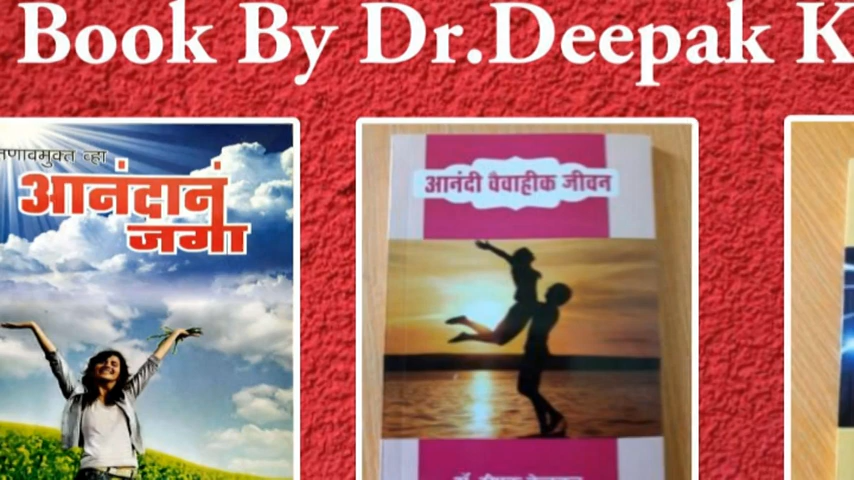 Book By Dr.Deepak K
तणावमुक्त व्हा
आनंदानं
जगा
आनंदी वैवाहीक जीवन